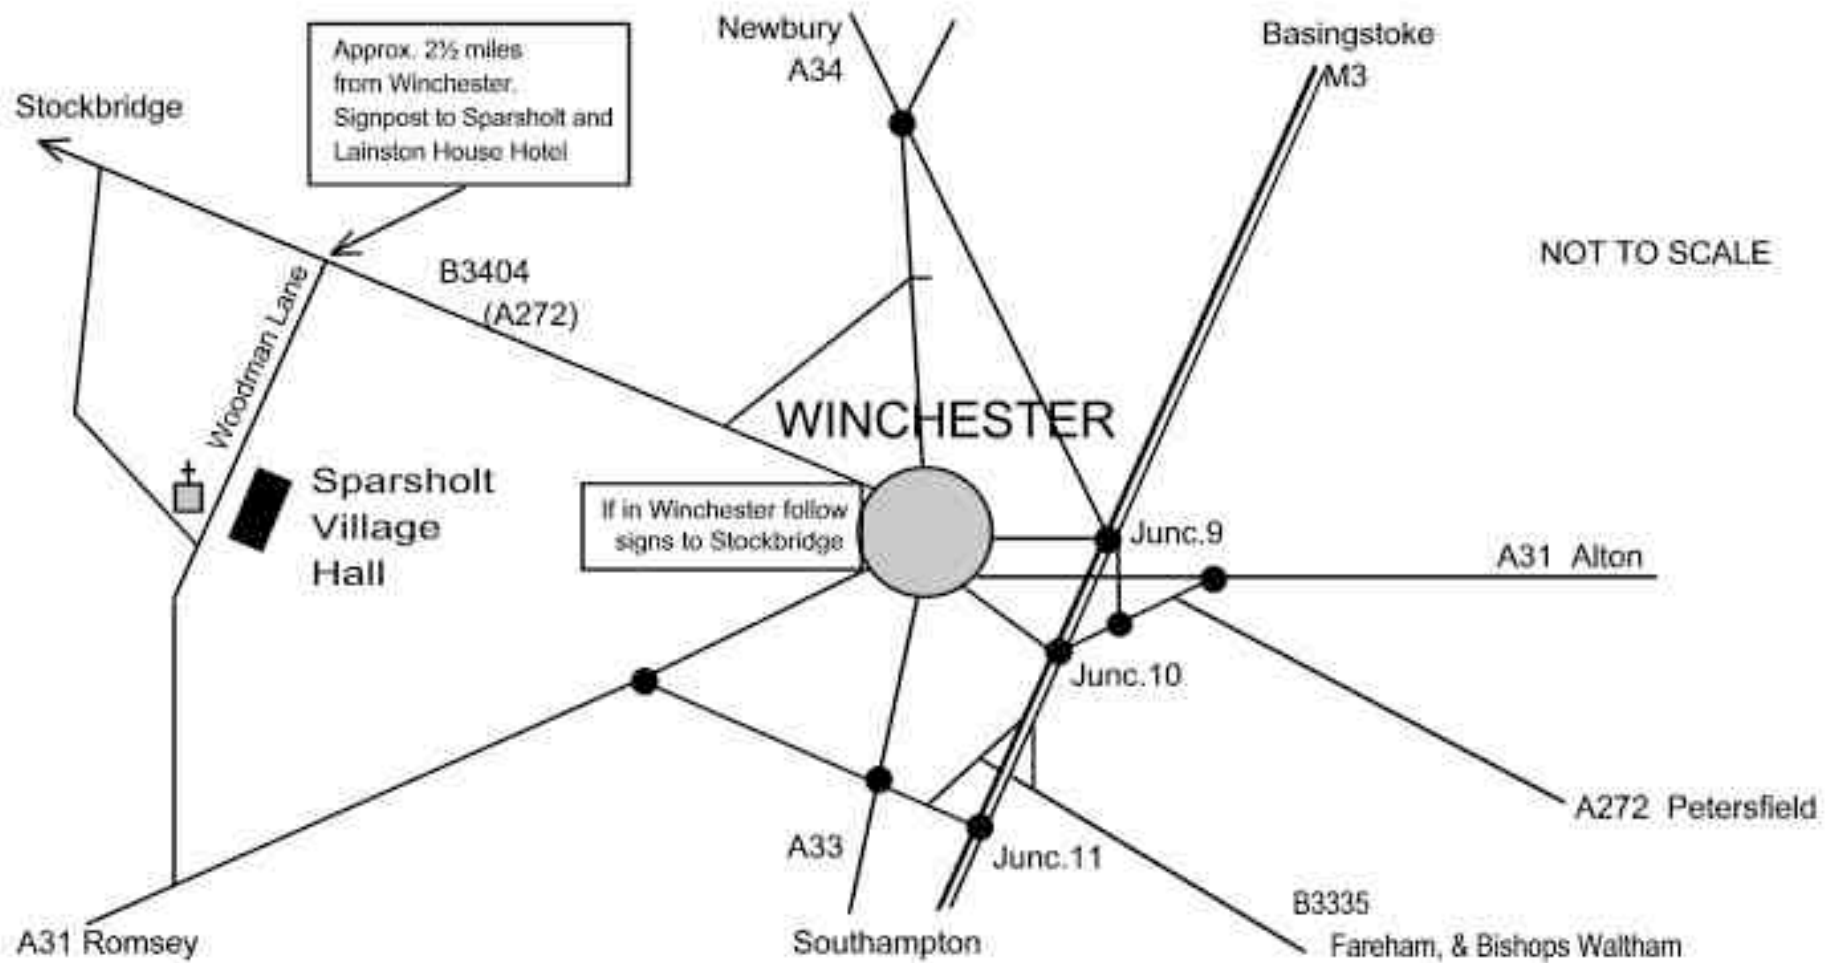 Newbury
A34
Basingstoke
M3
Approx. 2½ miles
from Winchester.
Signpost to Sparsholt and
Lainston House Hotel
Stockbridge
NOT TO SCALE
B3404
(A272)
Woodman Lane
WINCHESTER
Sparsholt
Village
Hall
If in Winchester follow
signs to Stockbridge
Junc.9
A31 Alton
Junc.10
A272 Petersfield
A33
Junc.11
B3335
Fareham, & Bishops Waltham
A31 Romsey
Southampton